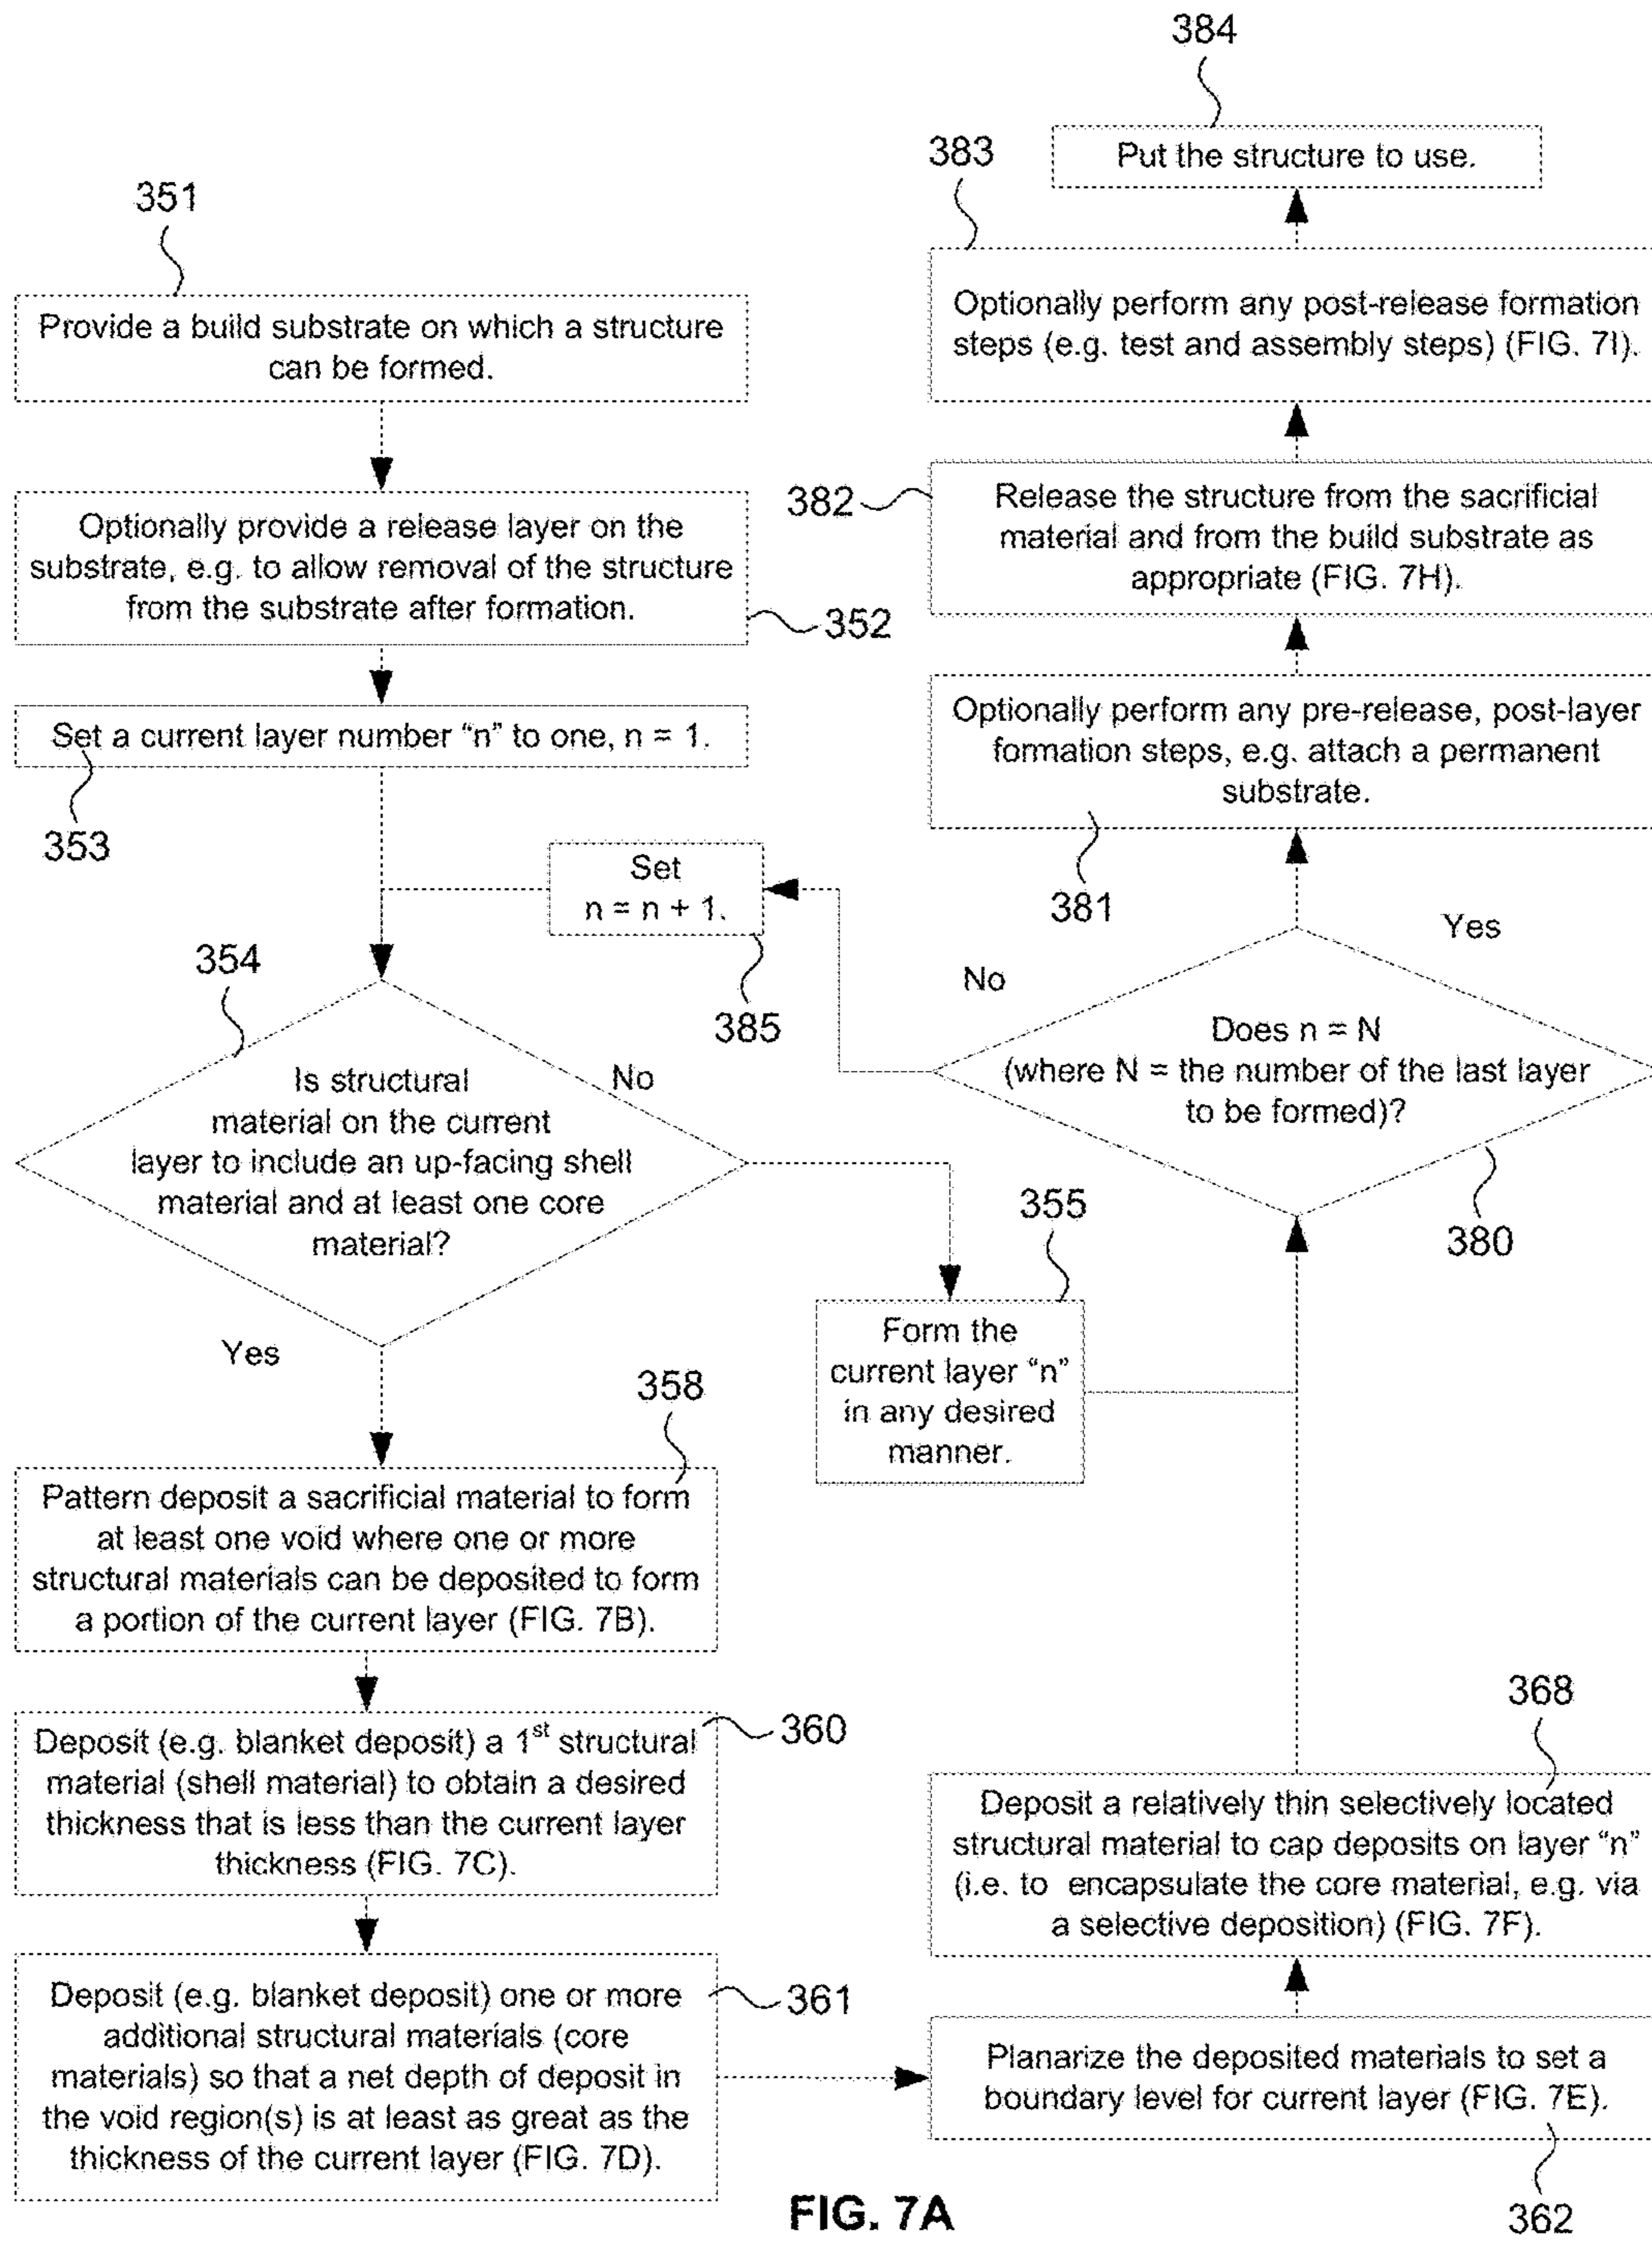 351
Provide a build substrate on which a structure
can be formed.
Optionally provide a release layer on the
substrate, e.g. to allow removal of the structure
from the substrate after formation.
352
Set a current layer number “n” to one, n = 1.
353
Set
n = n + 1.
385
354
Is structural
material on the current
layer to include an up-facing shell
material and at least one core
material?
No
Yes
355
Form the
current layer “n”
in any desired
manner.
358
Pattern deposit a sacrificial material to form
at least one void where one or more
structural materials can be deposited to form
a portion of the current layer (FIG. 7B).
360
Deposit (e.g. blanket deposit) a 1st structural
material (shell material) to obtain a desired
thickness that is less than the current layer
thickness (FIG. 7C).
361
Deposit (e.g. blanket deposit) one or more
additional structural materials (core
materials) so that a net depth of deposit in
the void region(s) is at least as great as the
thickness of the current layer (FIG. 7D).
384
Put the structure to use.
383
Optionally perform any post-release formation
steps (e.g. test and assembly steps) (FIG. 7I).
382
Release the structure from the sacrificial
material and from the build substrate as
appropriate (FIG. 7H).
Optionally perform any pre-release, post-layer
formation steps, e.g. attach a permanent
substrate.
381
Yes
No
Does n = N
(where N = the number of the last layer
to be formed)?
380
368
Deposit a relatively thin selectively located
structural material to cap deposits on layer “n”
(i.e. to encapsulate the core material, e.g. via
a selective deposition) (FIG. 7F).
Planarize the deposited materials to set a
boundary level for current layer (FIG. 7E).
362
FIG. 7A